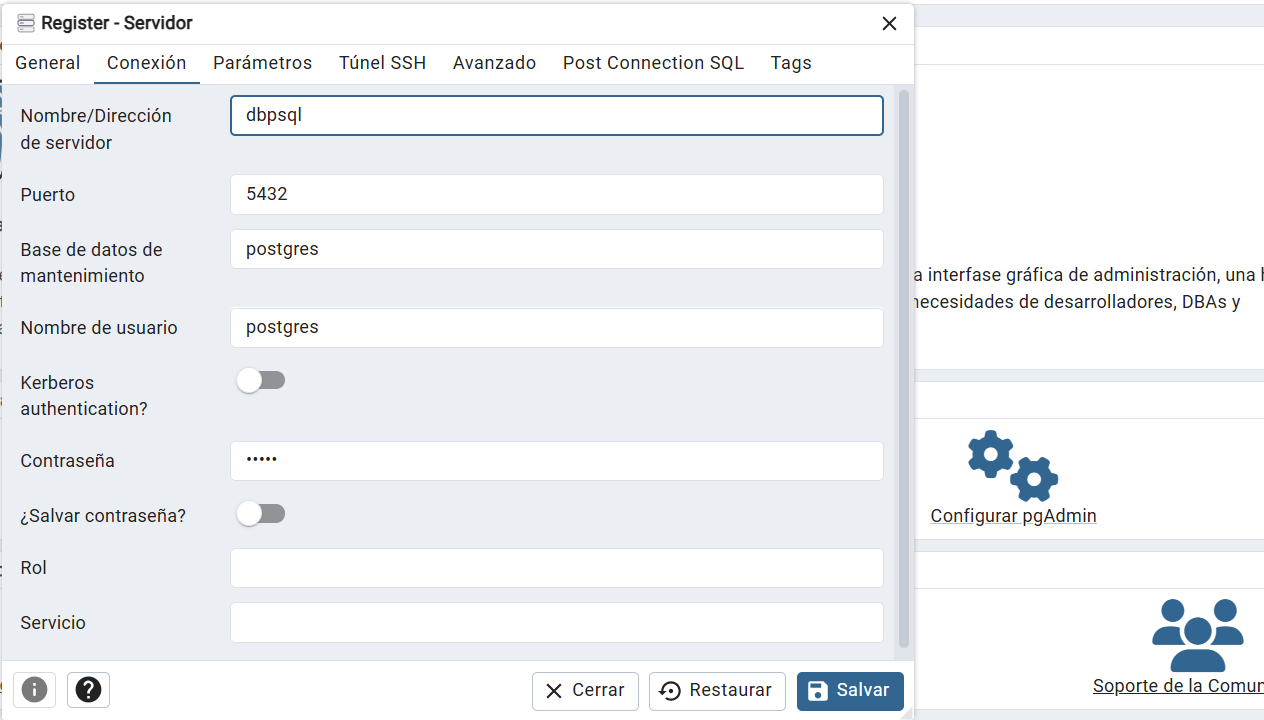 Register - Servidor
General Conexión Parámetros Túnel SSH Avanzado Post Connection SQL Tags
Nombre/Dirección
de servidor
dbpsql
Puerto
5432
Base de datos de
mantenimiento
postgres
Nombre de usuario
postgres
Kerberos
authentication?
Contraseña
•••••
¿Salvar contraseña?
Rol
Servicio
Cerrar Restaurar Salvar
a interfase gráfica de administración, una
necesidades de desarrolladores, DBAs y
Configurar pgAdmin
Soporte de la